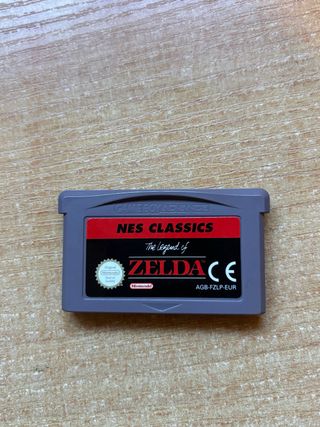 GAME BOY ADVANCE
NES CLASSICS
The Legend of
ZELDA
CE
Nintendo
AGB-FZLP-EUR